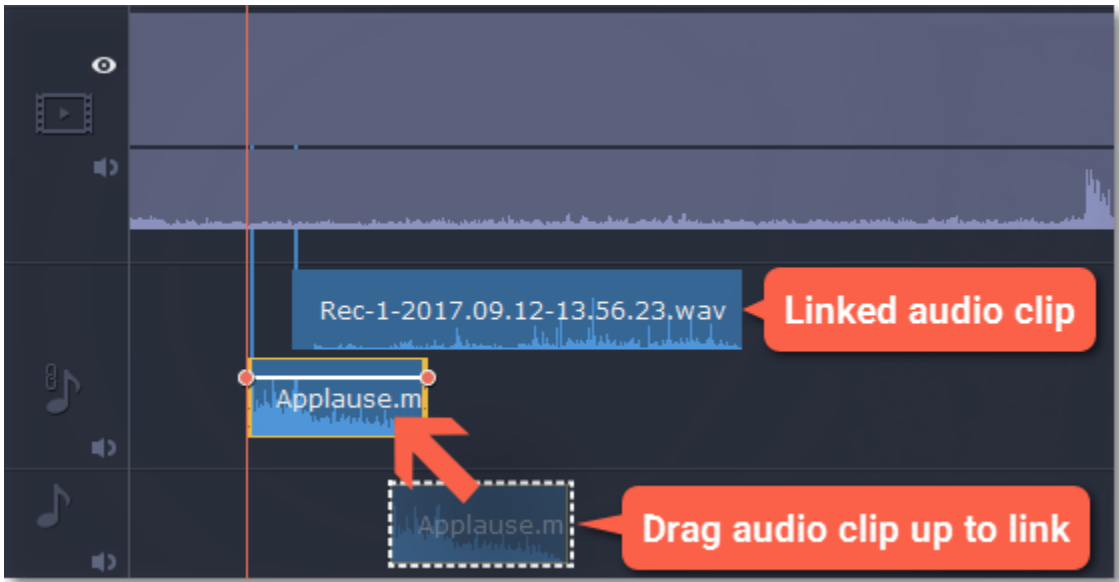 Rec-1-2017.09.12-13.56.23.wav
Linked audio clip
Applause.m
Applause.m
Drag audio clip up to link